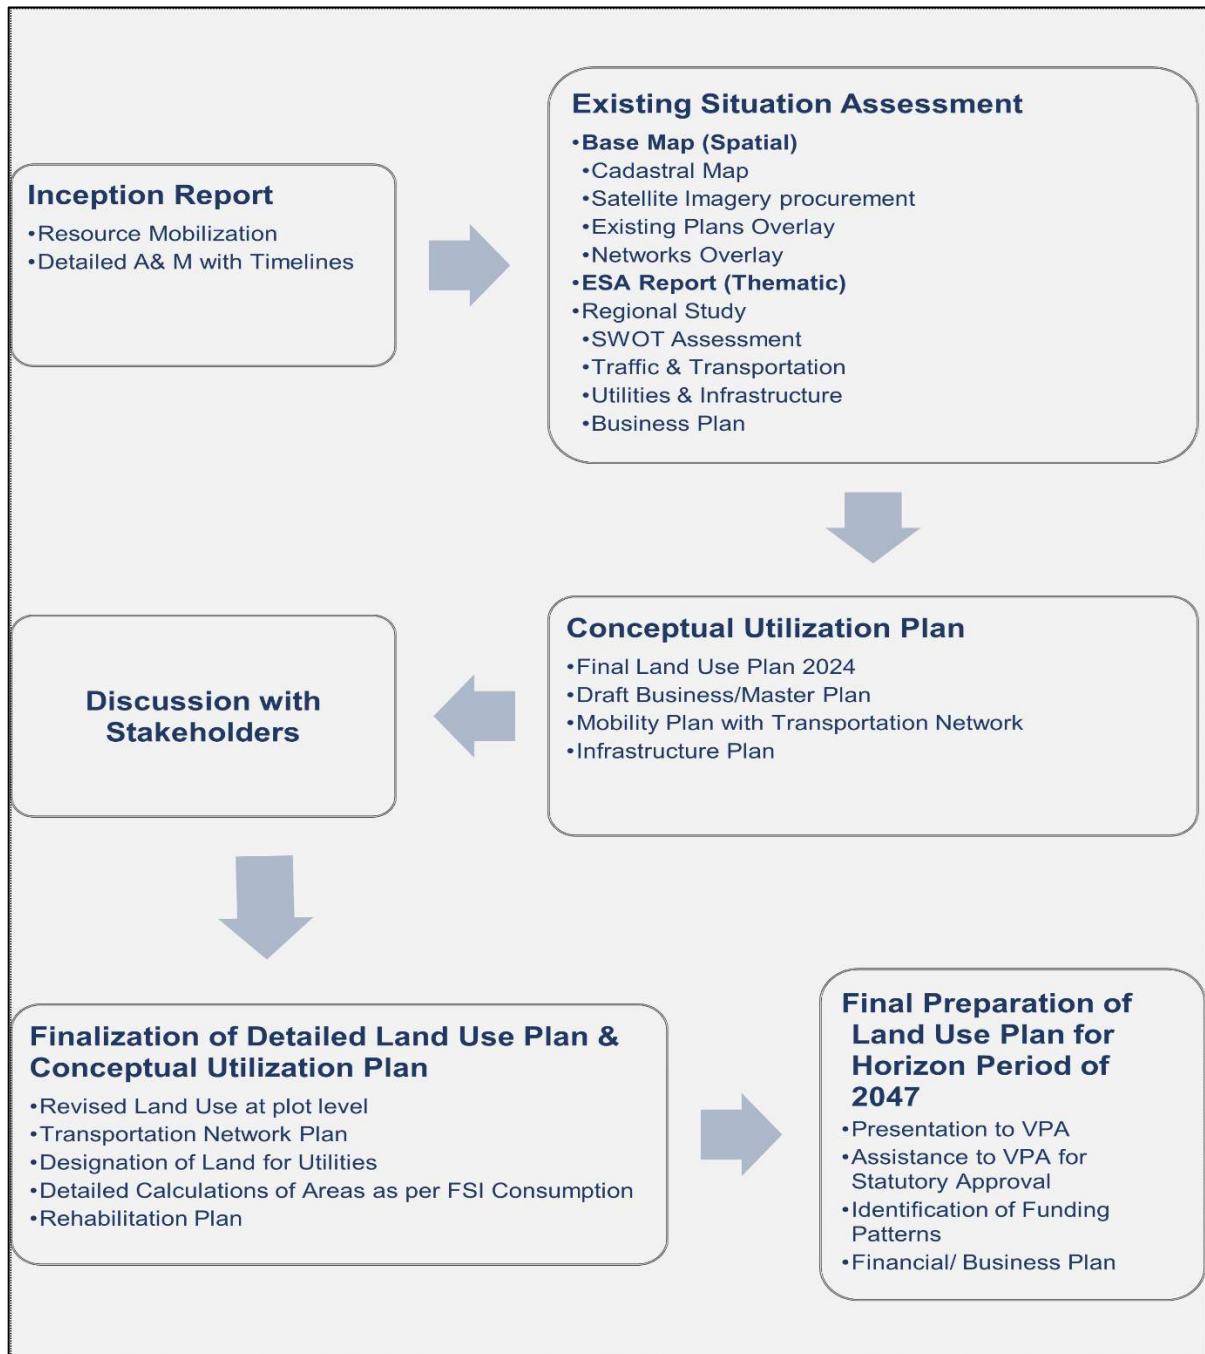 Inception Report
•Resource Mobilization
•Detailed A& M with Timelines
Existing Situation Assessment
•Base Map (Spatial)
•Cadastral Map
•Satellite Imagery procurement
•Existing Plans Overlay
•Networks Overlay
•ESA Report (Thematic)
•Regional Study
•SWOT Assessment
•Traffic & Transportation
•Utilities & Infrastructure
•Business Plan
Conceptual Utilization Plan
•Final Land Use Plan 2024
•Draft Business/Master Plan
•Mobility Plan with Transportation Network
•Infrastructure Plan
Discussion with
Stakeholders
Finalization of Detailed Land Use Plan &
Conceptual Utilization Plan
•Revised Land Use at plot level
•Transportation Network Plan
•Designation of Land for Utilities
•Detailed Calculations of Areas as per FSI Consumption
•Rehabilitation Plan
Final Preparation of
Land Use Plan for
Horizon Period of
2047
•Presentation to VPA
•Assistance to VPA for
Statutory Approval
•Identification of Funding
Patterns
•Financial/ Business Plan